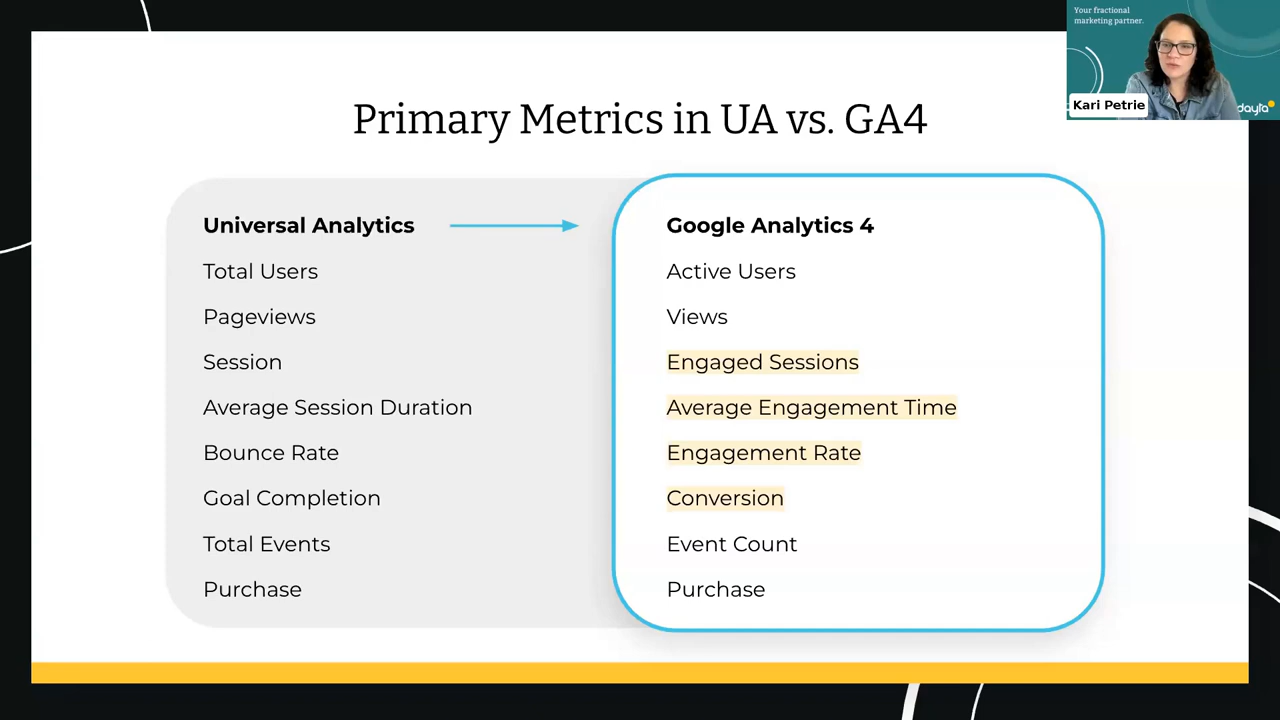 Your fractional
marketing partner.
Kari Petrie
dayta
Primary Metrics in UA vs. GA4
Universal Analytics
Total Users
Pageviews
Session
Average Session Duration
Bounce Rate
Goal Completion
Total Events
Purchase
Google Analytics 4
Active Users
Views
Engaged Sessions
Average Engagement Time
Engagement Rate
Conversion
Event Count
Purchase